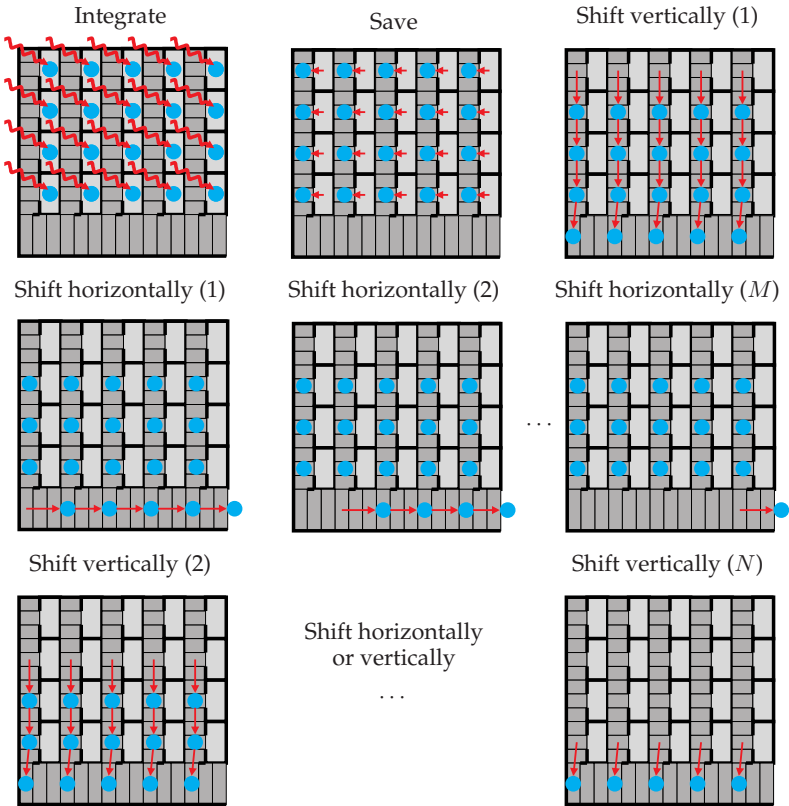 Integrate
Save
Shift vertically (1)
Shift horizontally (1)
Shift horizontally (2)
Shift horizontally (M)
...
Shift vertically (2)
Shift horizontally
or vertically
...
Shift vertically (N)